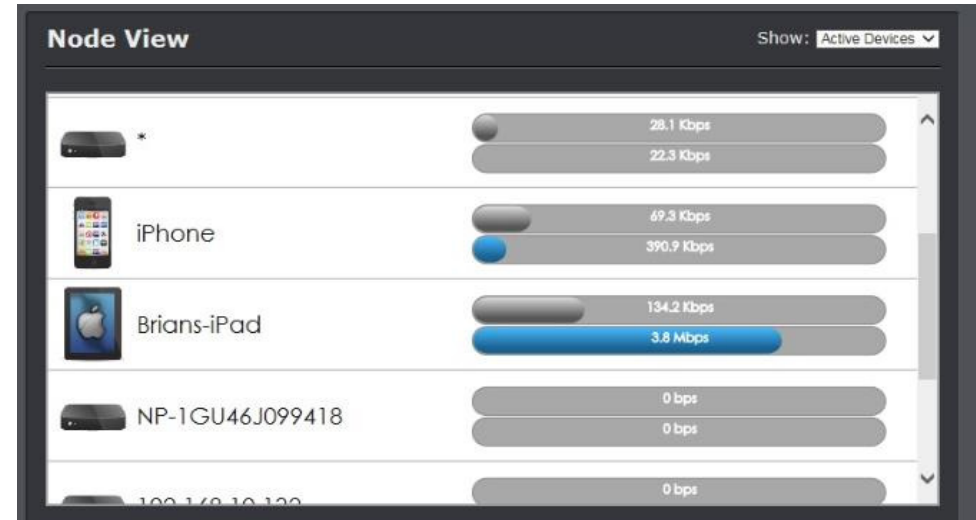 Node View
Show: Active Devices
*
28.1 Kbps
22.3 Kbps
iPhone
69.3 Kbps
390.9 Kbps
Brians-iPad
134.2 Kbps
3.8 Mbps
NP-1GU46J099418
0 bps
0 bps
0 bps